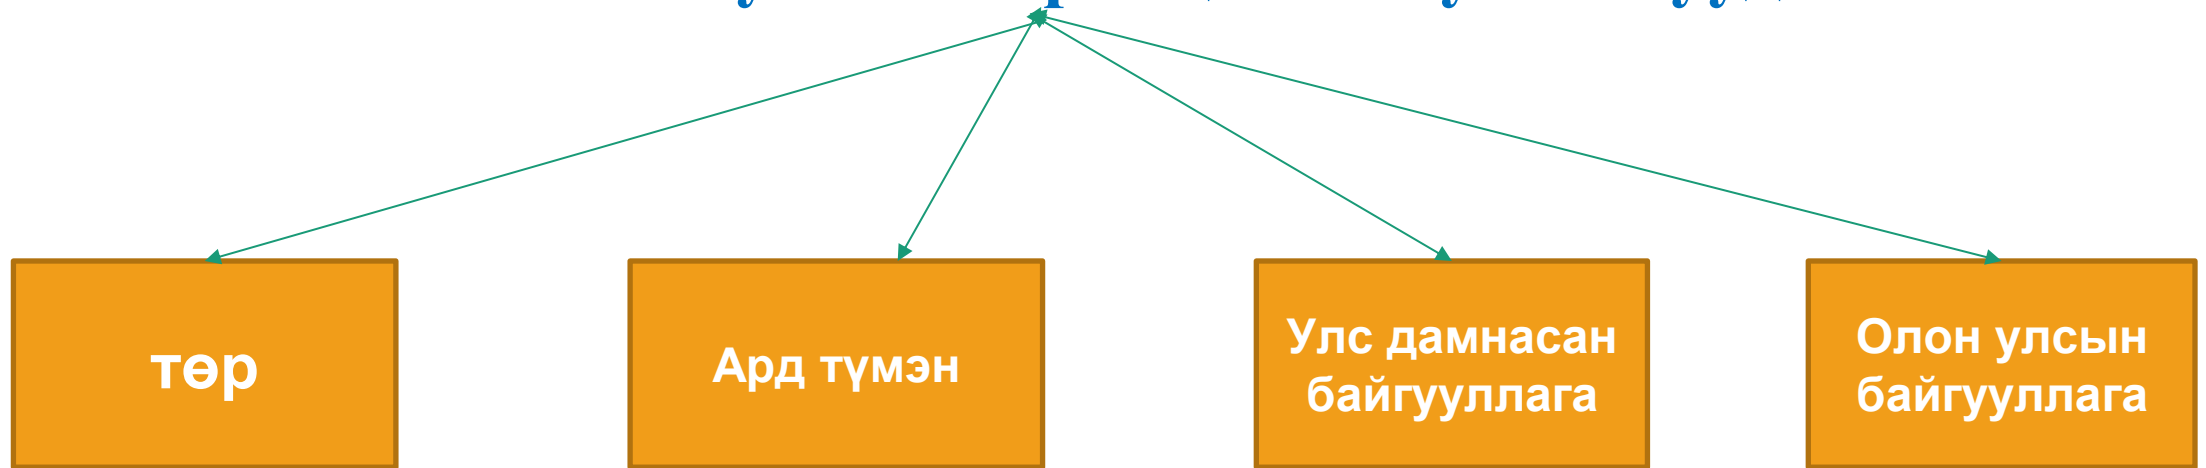 төр
Ард түмэн
Улс дамнасан
байгууллага
Олон улсын
байгууллага